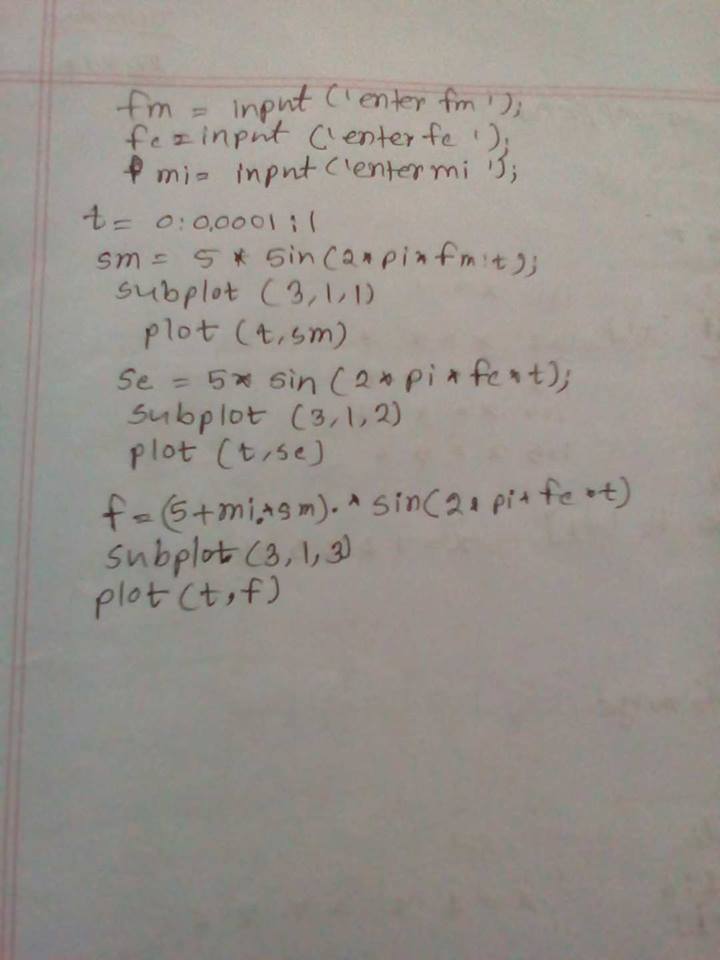 fm = input ('enter fm');
fc = input ('enter fc');
mi = input ('enter mi');
t = 0:0.0001:1
sm = 5 * sin(2*pi*fm*t);
subplot (3,1,1)
plot (t,sm)
Sc = 5* sin (2*pi*fc*t);
subplot (3,1,2)
plot (t,sc)
f = (5+mi.*sm).* sin(2*pi*fc*t)
subplot (3,1,3)
plot (t,f)